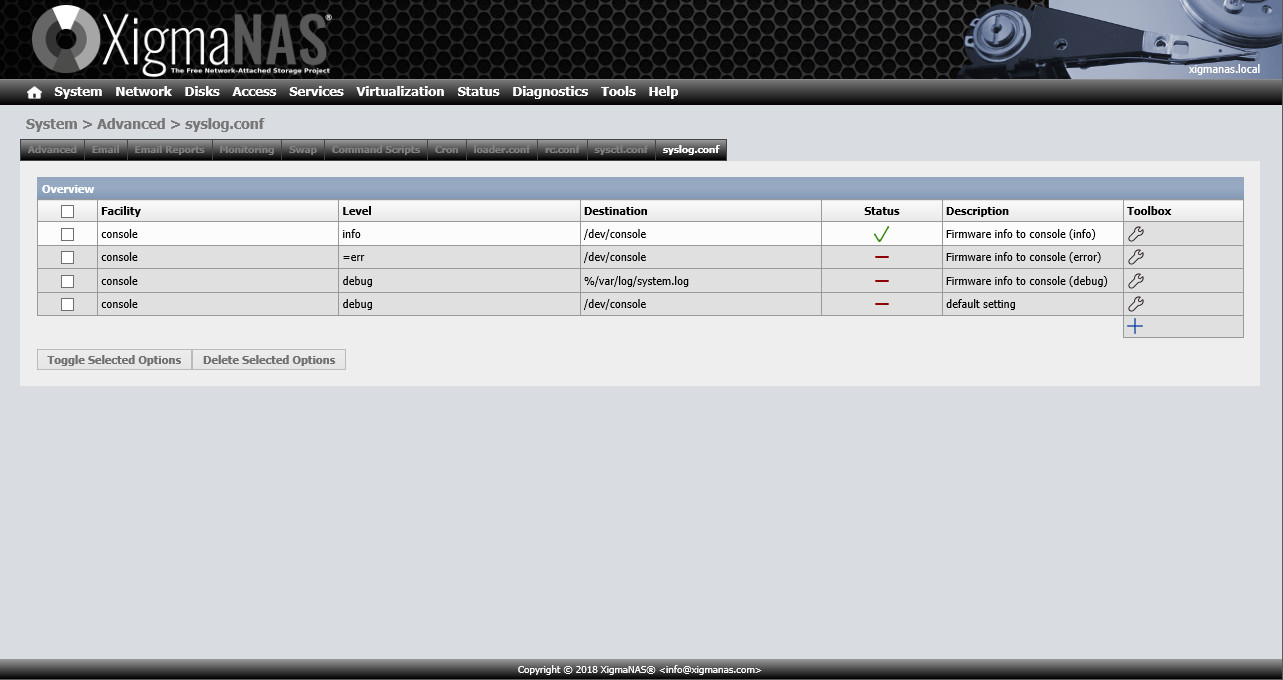 XigmaNAS®
The Free Network-Attached Storage Project
xigmanas.local
System Network Disks Access Services Virtualization Status Diagnostics Tools Help
System > Advanced > syslog.conf
Advanced Email Email Reports Monitoring Swap Command Scripts Cron loader.conf rc.conf sysctl.conf syslog.conf
Overview
Facility Level Destination Status Description Toolbox
console info /dev/console Firmware info to console (info)
console =err /dev/console Firmware info to console (error)
console debug %/var/log/system.log Firmware info to console (debug)
console debug /dev/console default setting
Toggle Selected Options Delete Selected Options
Copyright © 2018 XigmaNAS® <info@xigmanas.com>